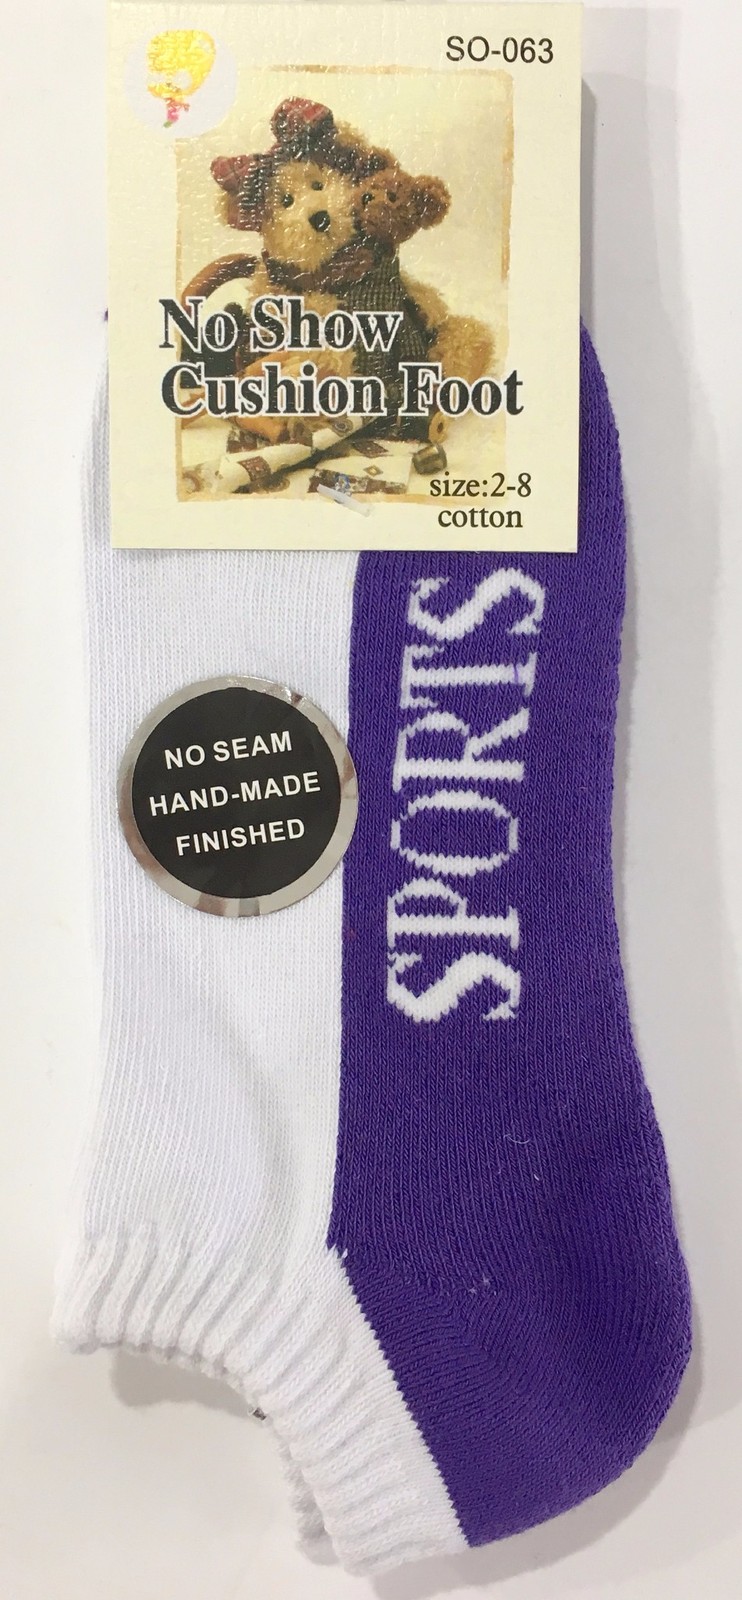 SO-063
No Show
Cushion Foot
size:2-8
cotton
SPORTS
NO SEAM
HAND-MADE
FINISHED